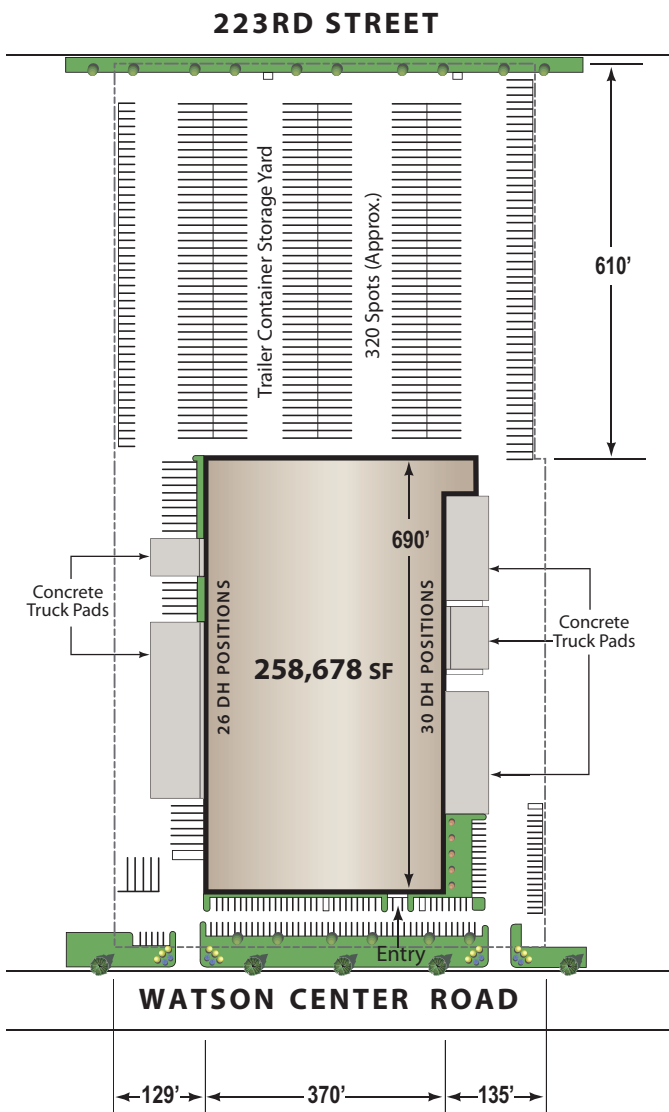 223RD STREET
Trailer Container Storage Yard
320 Spots (Approx.)
610’
690’
Concrete
Truck Pads
26 DH POSITIONS
258,678 SF
30 DH POSITIONS
Concrete
Truck Pads
Entry
WATSON CENTER ROAD
129’
370’
135’